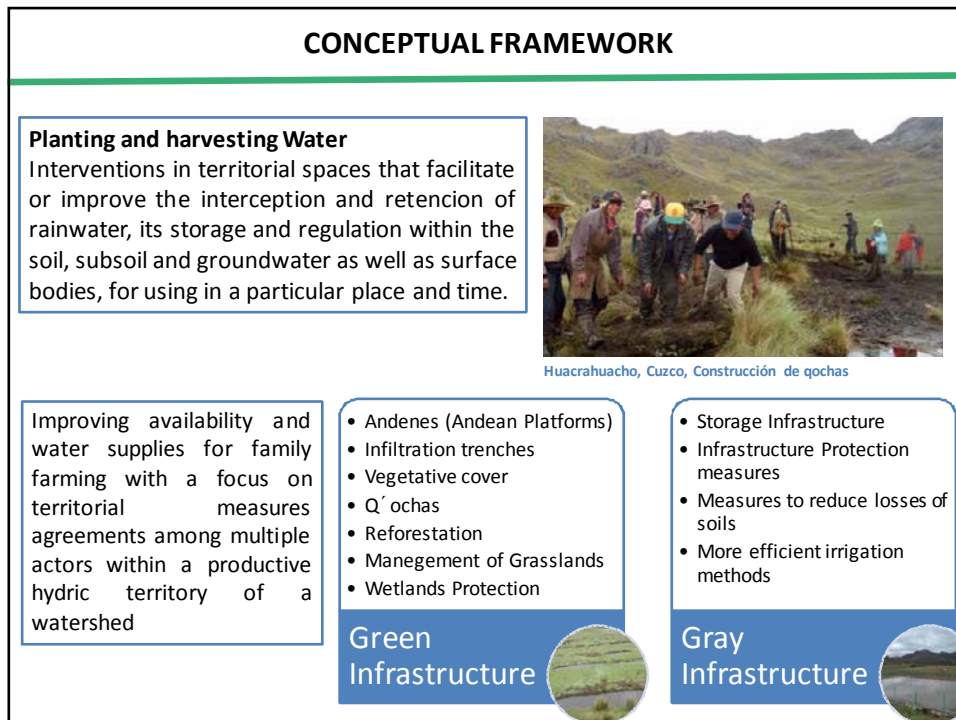 CONCEPTUAL FRAMEWORK
Planting and harvesting Water
Interventions in territorial spaces that facilitate
or improve the interception and retencion of
rainwater, its storage and regulation within the
soil, subsoil and groundwater as well as surface
bodies, for using in a particular place and time.
Huacrahuacho, Cuzco, Construcción de qochas
Improving availability and
water supplies for family
farming with a focus on
territorial measures
agreements among multiple
actors within a productive
hydric territory of a
watershed
• Andenes (Andean Platforms)
• Infiltration trenches
• Vegetative cover
• Q´ ochas
• Reforestation
• Manegement of Grasslands
• Wetlands Protection
Green
Infrastructure
• Storage Infrastructure
• Infrastructure Protection
measures
• Measures to reduce losses of
soils
• More efficient irrigation
methods
Gray
Infrastructure